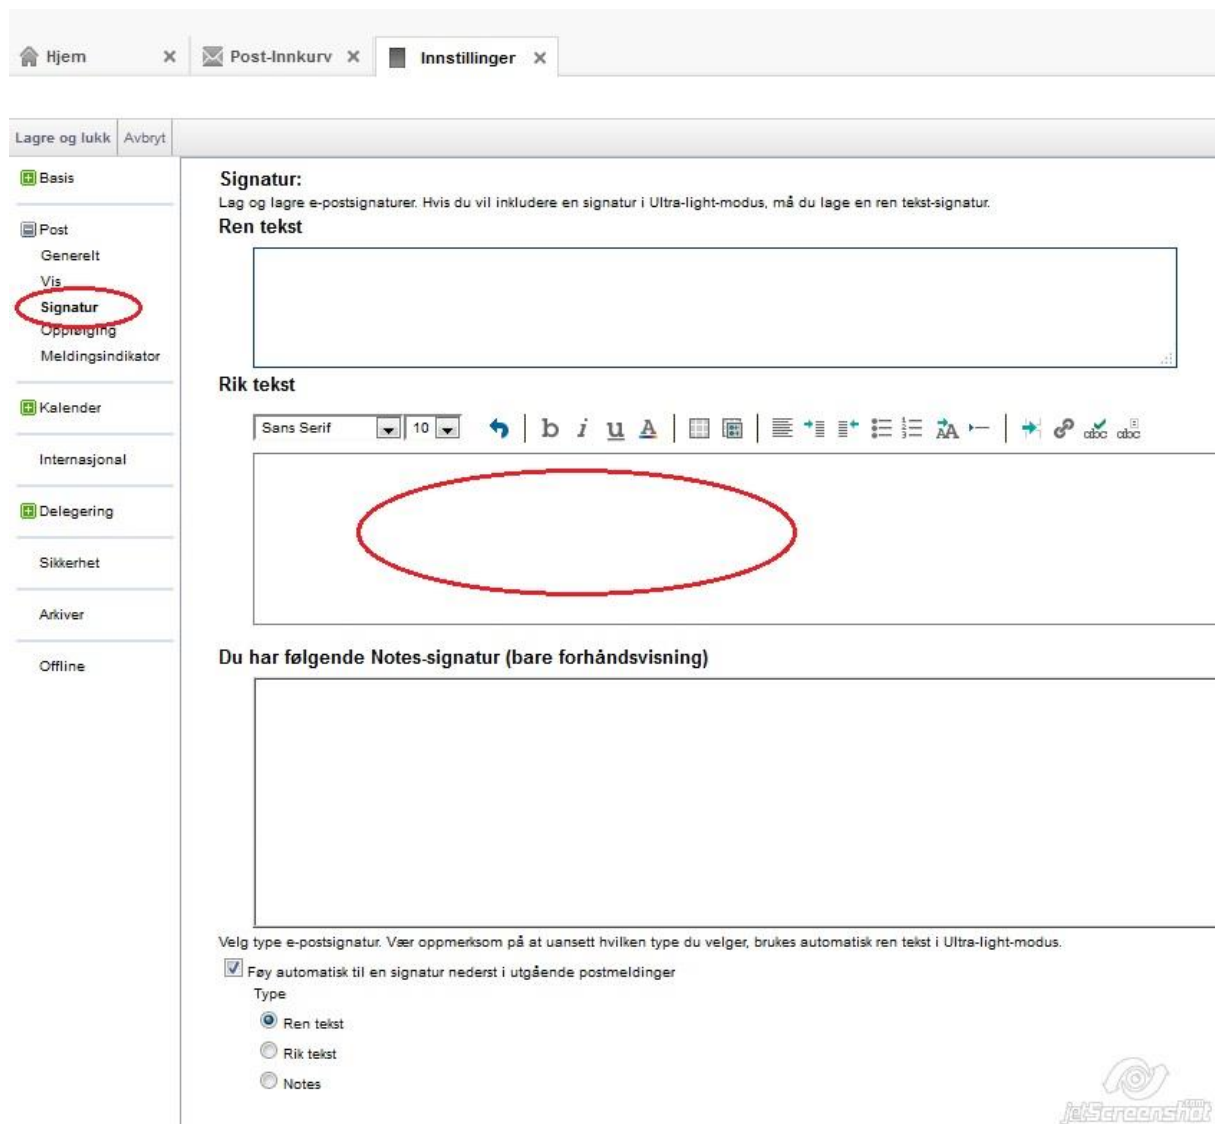 Hjem
Post-Innkurv
Innstillinger
Lagre og lukk
Avbryt
Basis
Post
Generelt
Vis
Signatur
Oppfølging
Meldingsindikator
Kalender
Internasjonal
Delegering
Sikkerhet
Arkiver
Offline
Signatur:
Lag og lagre e-postsignaturer. Hvis du vil inkludere en signatur i Ultra-light-modus, må du lage en ren tekst-signatur.
Ren tekst
Rik tekst
Sans Serif 10 b i u A AA abc abc
Du har følgende Notes-signatur (bare forhåndsvisning)
Velg type e-postsignatur. Vær oppmerksom på at uansett hvilken type du velger, brukes automatisk ren tekst i Ultra-light-modus.
Føy automatisk til en signatur nederst i utgående postmeldinger
Type
Ren tekst
Rik tekst
Notes
jetScreenshot.com